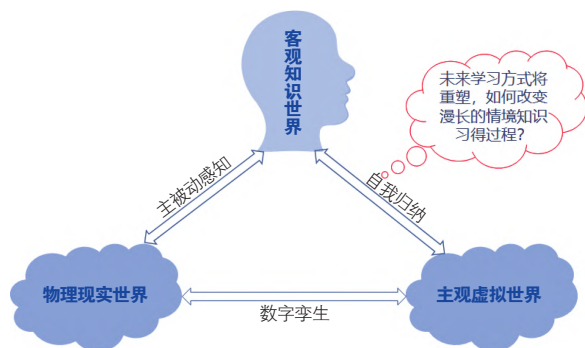 客观知识世界
未来学习方式将
重塑，如何改变
漫长的情境知识
习得过程？
主被动感知
自我归纳
物理现实世界
主观虚拟世界
数字孪生